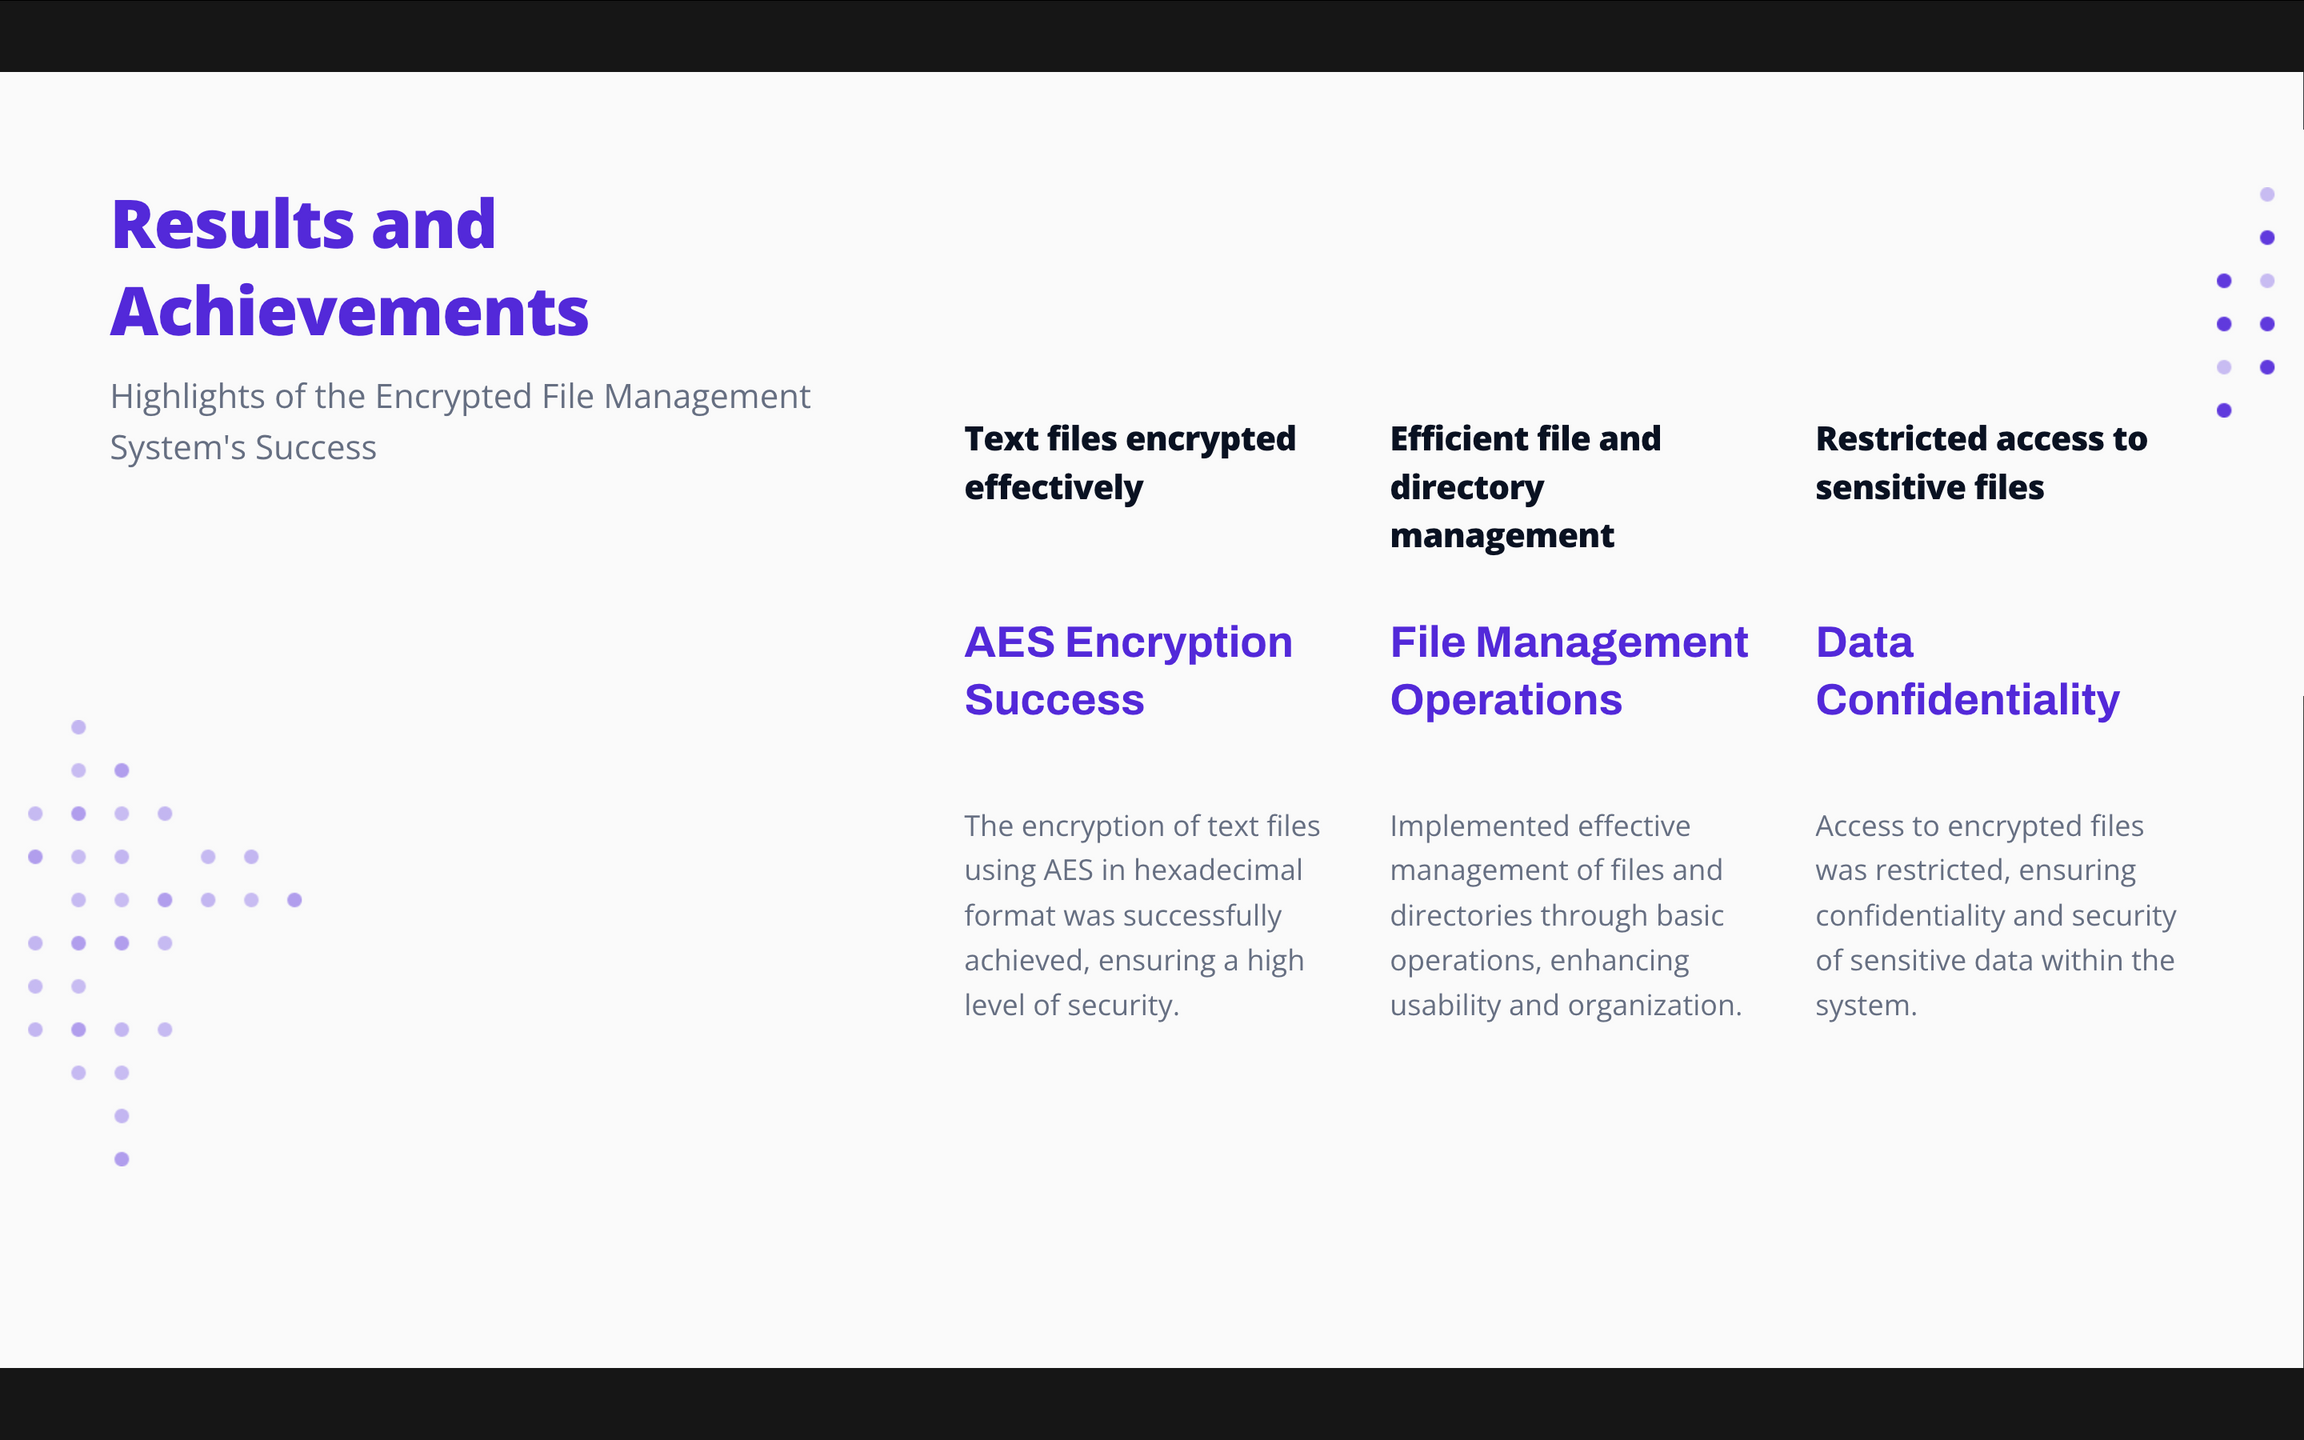 Results and
Achievements
Highlights of the Encrypted File Management
System's Success
Text files encrypted
effectively
AES Encryption
Success
The encryption of text files
using AES in hexadecimal
format was successfully
achieved, ensuring a high
level of security.
Efficient file and
directory
management
File Management
Operations
Implemented effective
management of files and
directories through basic
operations, enhancing
usability and organization.
Restricted access to
sensitive files
Data
Confidentiality
Access to encrypted files
was restricted, ensuring
confidentiality and security
of sensitive data within the
system.